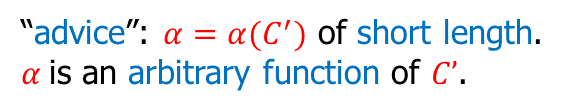 “advice”: α = α(C′) of short length.
α is an arbitrary function of C’.